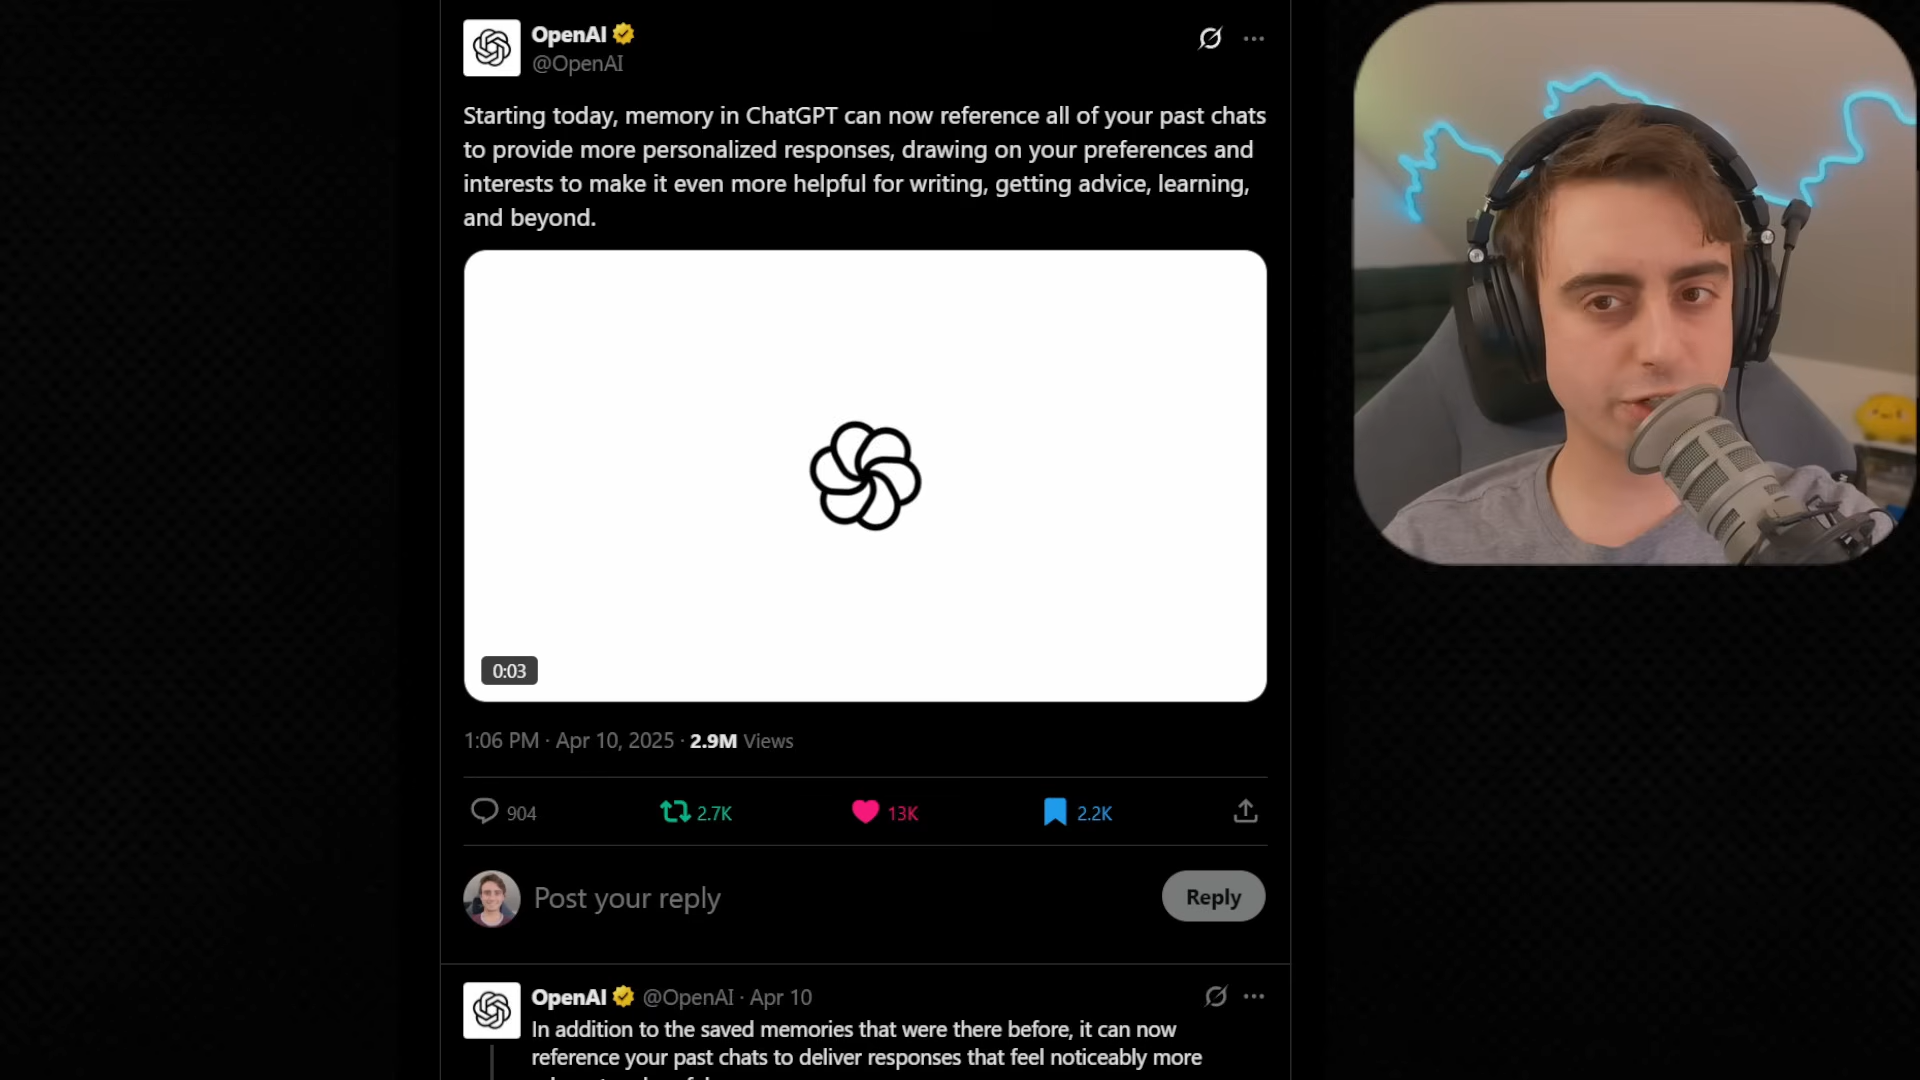 OpenAI
@OpenAI
Starting today, memory in ChatGPT can now reference all of your past chats
to provide more personalized responses, drawing on your preferences and
interests to make it even more helpful for writing, getting advice, learning,
and beyond.
0:03
1:06 PM · Apr 10, 2025 · 2.9M Views
904 2.7K 13K 2.2K
Post your reply
Reply
OpenAI @OpenAI · Apr 10
In addition to the saved memories that were there before, it can now
reference your past chats to deliver responses that feel noticeably more